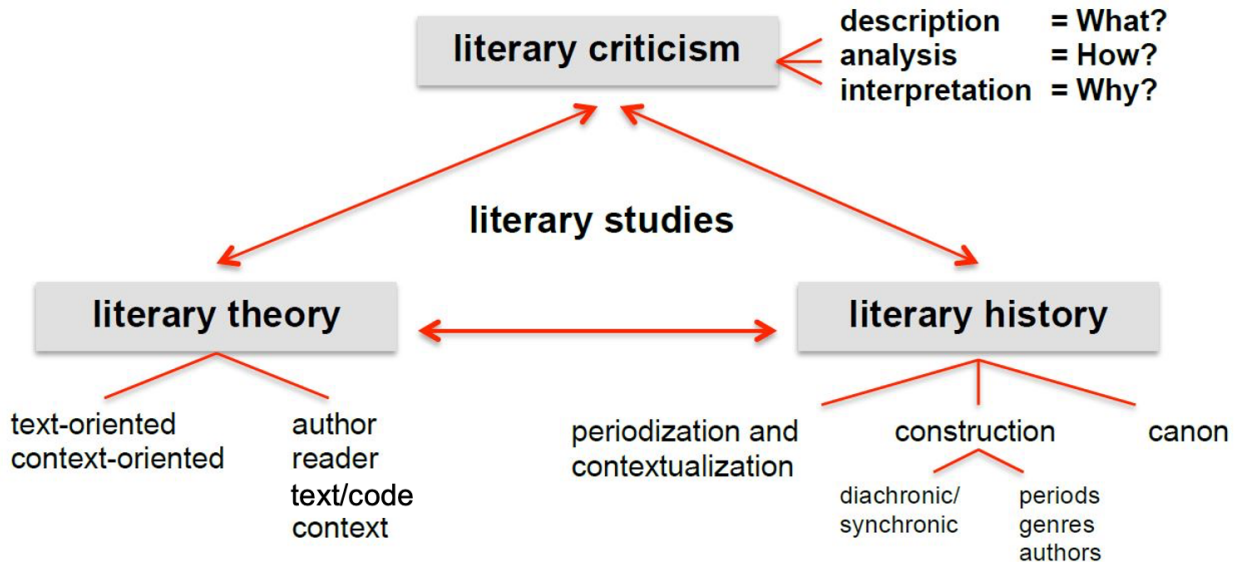 literary criticism
description = What?
analysis = How?
interpretation = Why?
literary studies
literary theory
literary history
text-oriented
context-oriented
author
reader
text/code
context
periodization and
contextualization
construction
canon
diachronic/
synchronic
periods
genres
authors